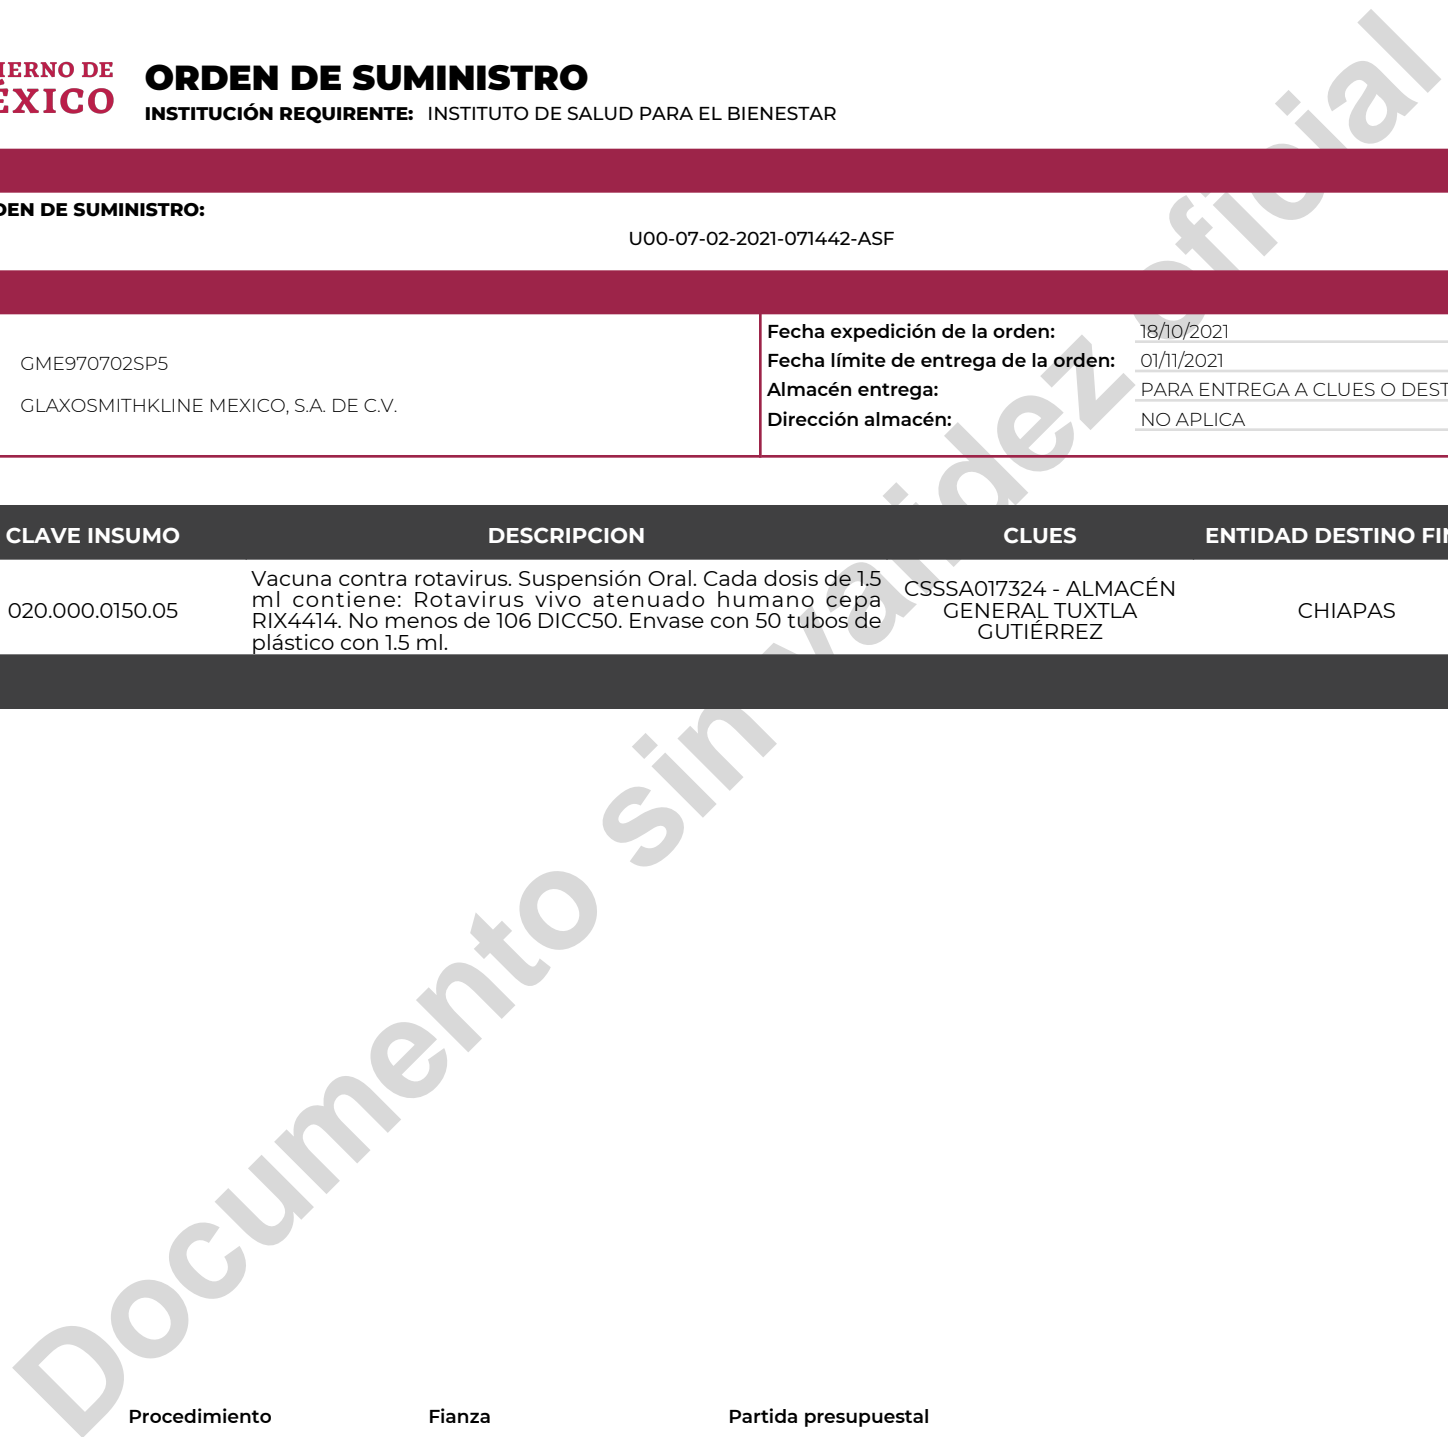 IERNO DE
ÉXICO
ORDEN DE SUMINISTRO
INSTITUCIÓN REQUIRENTE: INSTITUTO DE SALUD PARA EL BIENESTAR
DEN DE SUMINISTRO:
U00-07-02-2021-071442-ASF
GME970702SP5
GLAXOSMITHKLINE MEXICO, S.A. DE C.V.
Fecha expedición de la orden: 18/10/2021
Fecha límite de entrega de la orden: 01/11/2021
Almacén entrega: PARA ENTREGA A CLUES O DEST
Dirección almacén: NO APLICA
CLAVE INSUMO DESCRIPCION CLUES ENTIDAD DESTINO FIN
020.000.0150.05
Vacuna contra rotavirus. Suspensión Oral. Cada dosis de 1.5
ml contiene: Rotavirus vivo atenuado humano cepa
RIX4414. No menos de 106 DICC50. Envase con 50 tubos de
plástico con 1.5 ml.
CSSSA017324 - ALMACÉN
GENERAL TUXTLA
GUTIÉRREZ
CHIAPAS
Documento sin validez oficial
Procedimiento Fianza Partida presupuestal